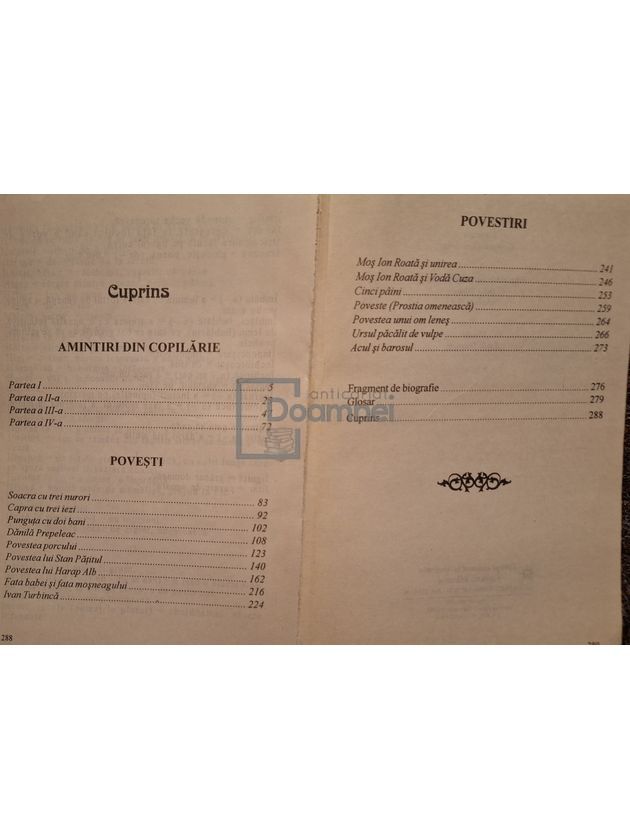 Cuprins
AMINTIRI DIN COPILĂRIE
Partea I 5
Partea a II-a
Partea a III-a
Partea a IV-a 72
POVEȘTI
Soacra cu trei nurori 83
Capra cu trei iezi 92
Punguța cu doi bani 102
Dănilă Prepeleac 108
Povestea porcului 123
Povestea lui Stan Pățitul 140
Povestea lui Harap Alb 162
Fata babei și fata moșneagului 216
Ivan Turbincă 224
288
POVESTIRI
Moș Ion Roată și unirea 241
Moș Ion Roată și Vodă Cuza 246
Cinci pâini 253
Poveste (Prostia omenească) 259
Povestea unui om leneș 264
Ursul păcălit de vulpe 266
Acul și barosul 273
Fragment de biografie 276
Glosar 279
Cuprins 288
anticariat
Doamnei